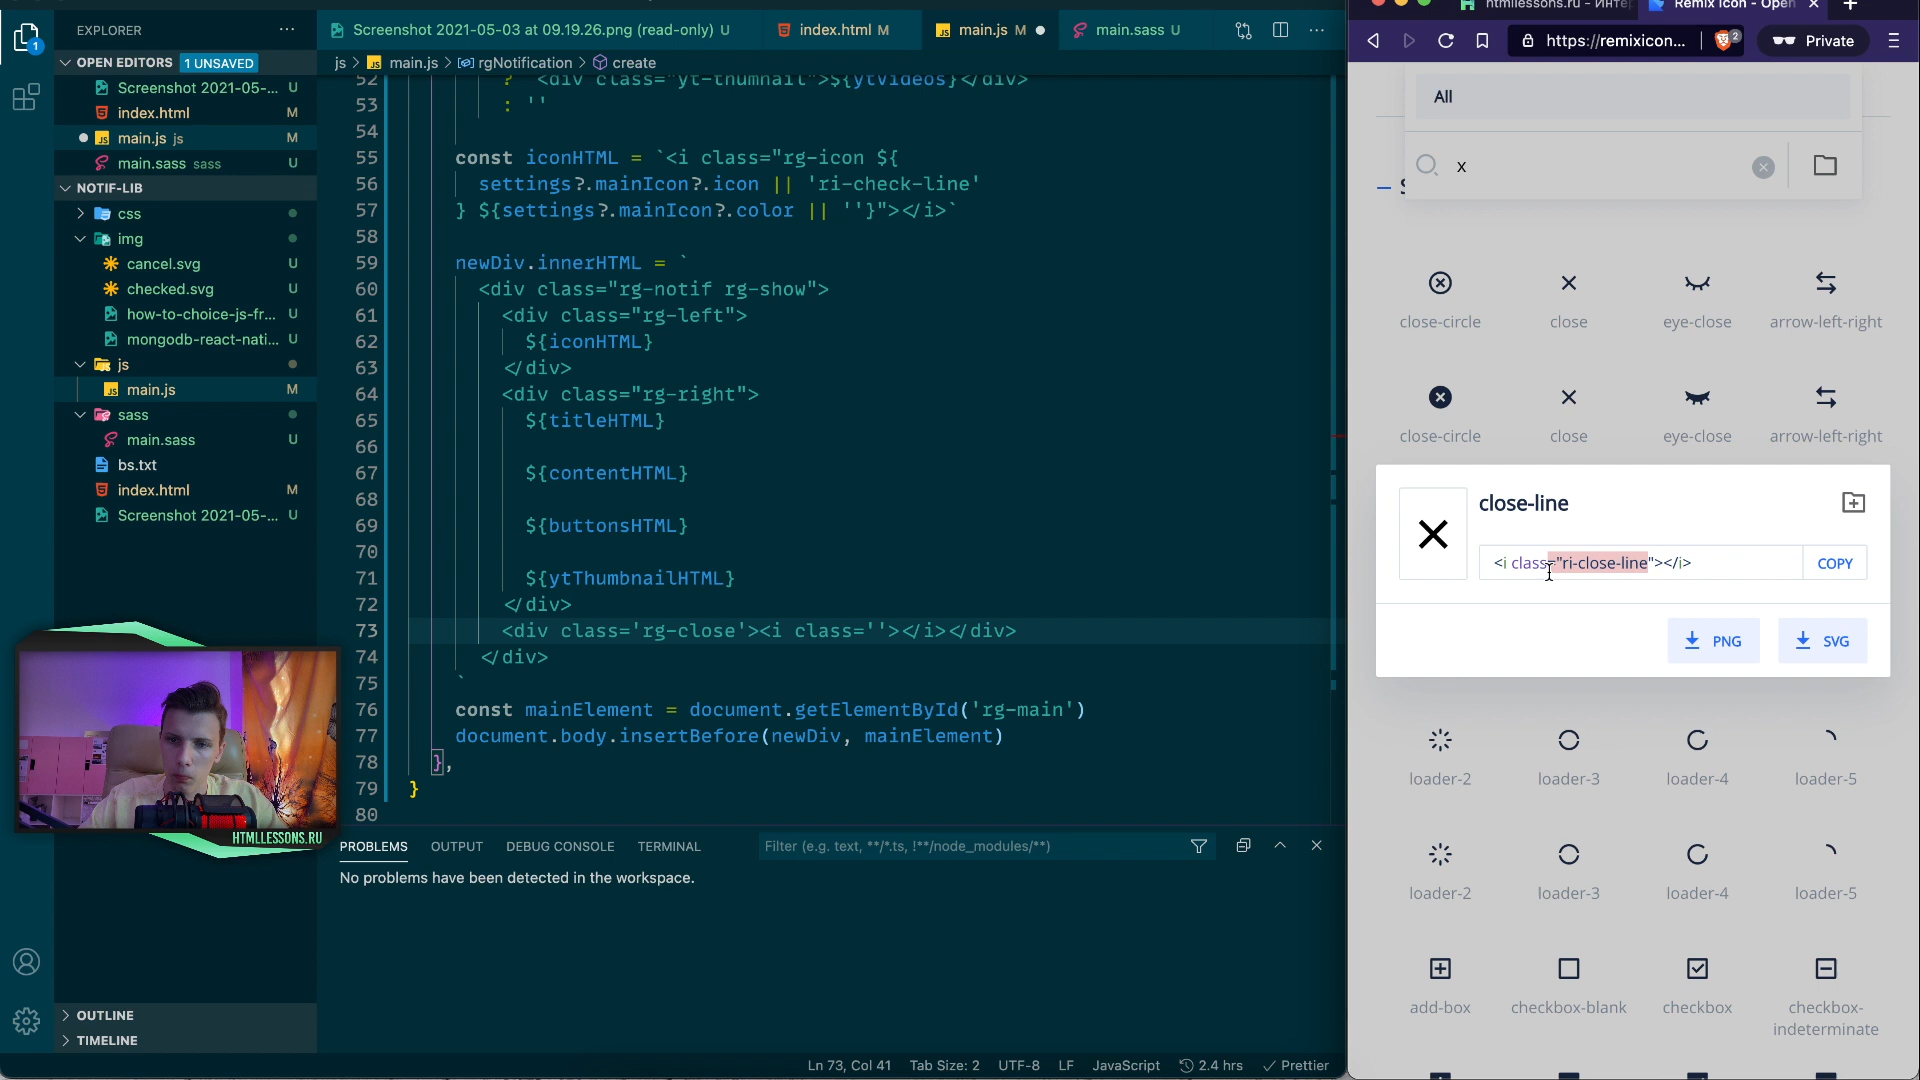 EXPLORER
OPEN EDITORS 1 UNSAVED
Screenshot 2021-05-... U
index.html M
main.js js M
main.sass sass U
NOTIF-LIB
css
img
cancel.svg U
checked.svg U
how-to-choice-js-fr... U
mongodb-react-nati... U
js
main.js M
sass
main.sass U
bs.txt
index.html M
Screenshot 2021-05-... U
HTMLLESSONS.RU
OUTLINE
TIMELINE
Screenshot 2021-05-03 at 09.19.26.png (read-only) U
index.html M
main.js M
main.sass U
js > main.js > rgNotification > create
52 ? `<div class="yt-thumnail">${ytVideos}</div>`
53 : ''
54
55 const iconHTML = `<i class="rg-icon ${
56 settings?.mainIcon?.icon || 'ri-check-line'
57 } ${settings?.mainIcon?.color || ''}"></i>`
58
59 newDiv.innerHTML = `
60 <div class="rg-notif rg-show">
61 <div class="rg-left">
62 ${iconHTML}
63 </div>
64 <div class="rg-right">
65 ${titleHTML}
66
67 ${contentHTML}
68
69 ${buttonsHTML}
70
71 ${ytThumbnailHTML}
72 </div>
73 <div class='rg-close'><i class=''></i></div>
74 </div>
75 `
76 const mainElement = document.getElementById('rg-main')
77 document.body.insertBefore(newDiv, mainElement)
78 },
79 }
80
PROBLEMS OUTPUT DEBUG CONSOLE TERMINAL
Filter (e.g. text, **/*.ts, !**/node_modules/**)
No problems have been detected in the workspace.
Ln 73, Col 41 Tab Size: 2 UTF-8 LF JavaScript 2.4 hrs Prettier
htmllessons.ru - Инте
Remix Icon - Open
https://remixicon... 2 Private
All
x
close-circle close eye-close arrow-left-right
close-circle close eye-close arrow-left-right
close-line
<i class="ri-close-line"></i>
COPY
PNG SVG
loader-2 loader-3 loader-4 loader-5
loader-2 loader-3 loader-4 loader-5
add-box checkbox-blank checkbox checkbox-
indeterminate